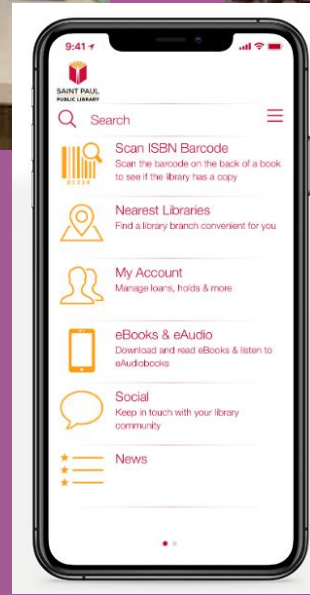 9:41
SAINT PAUL
PUBLIC LIBRARY
Search
Scan ISBN Barcode
Scan the barcode on the back of a book
to see if the library has a copy
01234
Nearest Libraries
Find a library branch convenient for you
My Account
Manage loans, holds & more
eBooks & eAudio
Download and read eBooks & listen to
eAudiobooks
Social
Keep in touch with your library
community
News